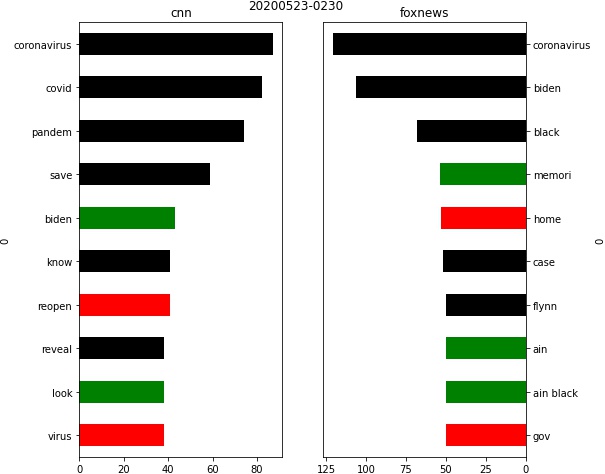 20200523-0230
cnn
foxnews
coronavirus
covid
pandem
save
biden
know
reopen
reveal
look
virus
0
0 20 40 60 80
coronavirus
biden
black
memori
home
case
flynn
ain
ain black
gov
0
125 100 75 50 25 0